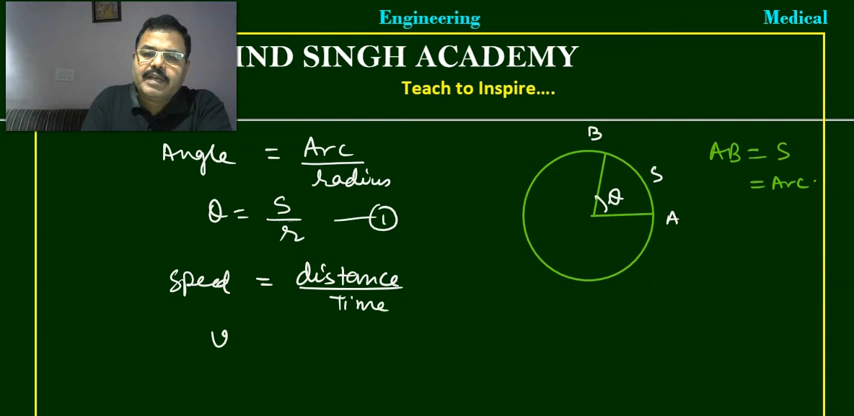 Engineering Medical
IND SINGH ACADEMY
Teach to Inspire....
Angle = Arc / radius
θ = S / r — ①
Speed = distance / Time
v
B
S
θ
A
AB = S
= Arc.